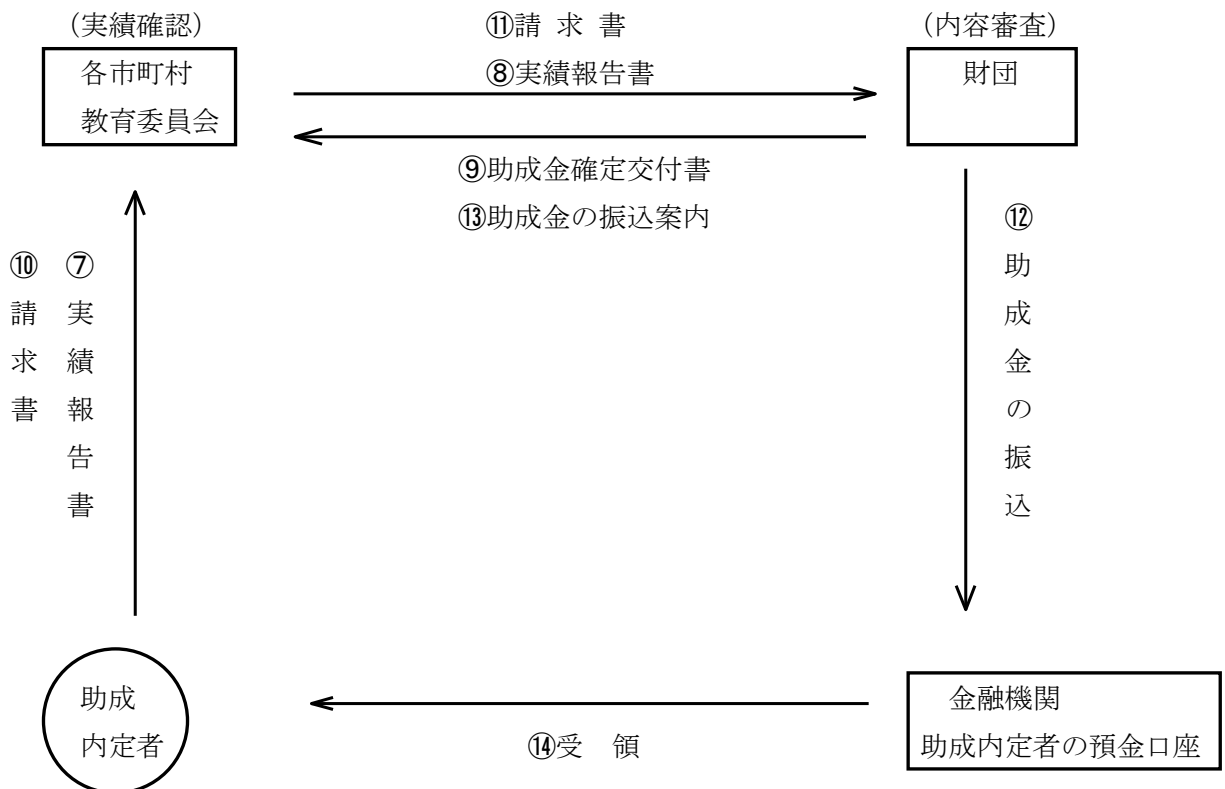 (実績確認)
各市町村
教育委員会
⑪請 求 書
⑧実績報告書
(内容審査)
財団
⑨助成金確定交付書
⑬助成金の振込案内
⑩請求書
⑦実績報告書
⑫助成金の振込
助成
内定者
⑭受 領
金融機関
助成内定者の預金口座